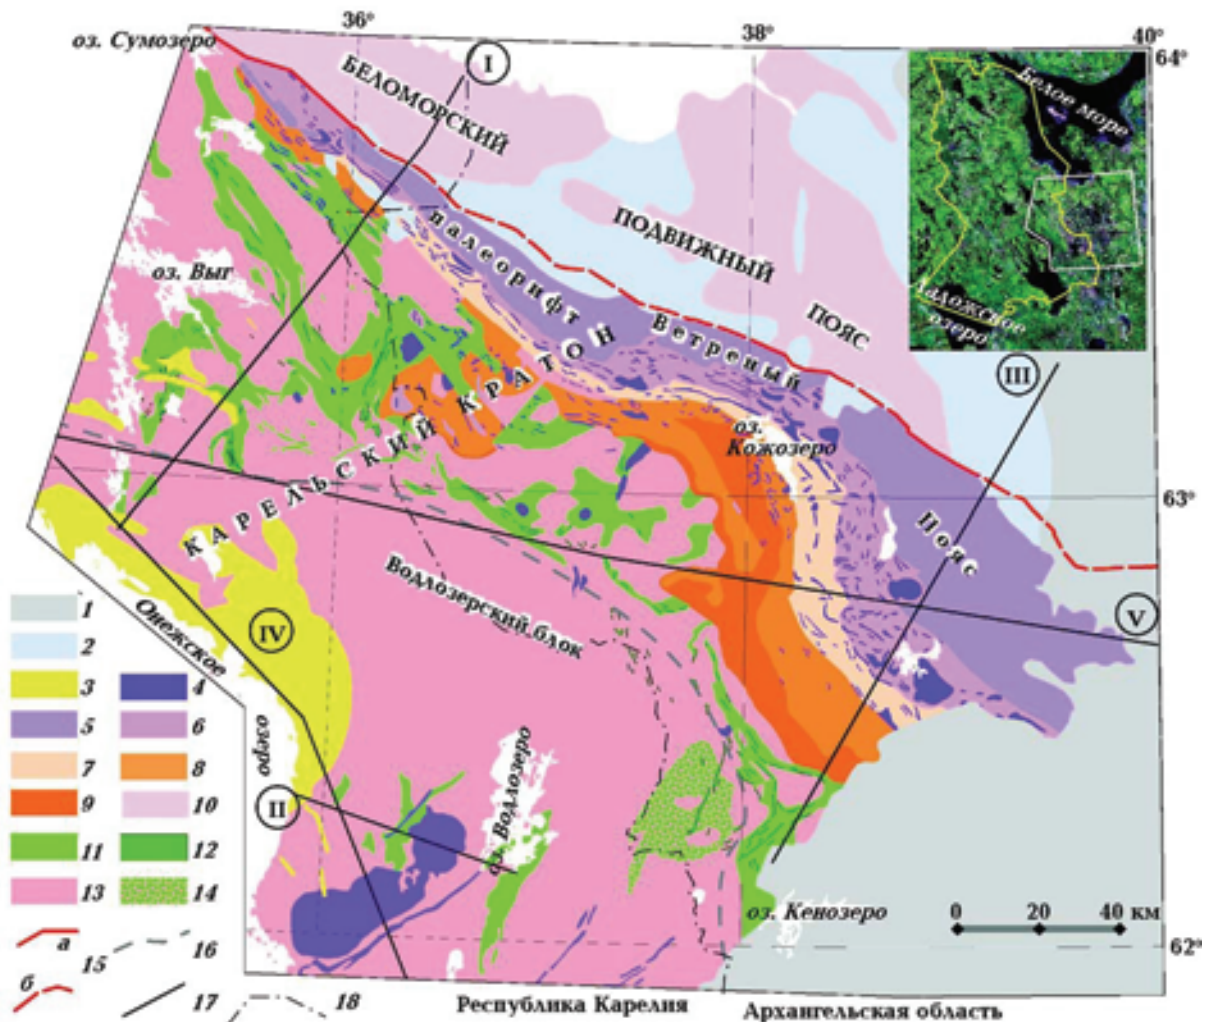 36°
38°
40°
64°
оз. Сумозеро
I
БЕЛОМОРСКИЙ
Белое море
ПОДВИЖНЫЙ
палеорифт
оз. Выг
ПОЯС
Ладожское
озеро
Ветреный
III
КАРЕЛЬСКИЙ КРАТОН
оз.
Кожозеро
63°
Пояс
Водлозерский блок
V
1
Онежское
IV
2
3
4
5
6
озеро
7
8
оз. Водлозеро
9
10
II
11
12
13
14
оз. Кенозеро
0 20 40 км
а
15
16
62°
б
17
18
Республика Карелия
Архангельская область